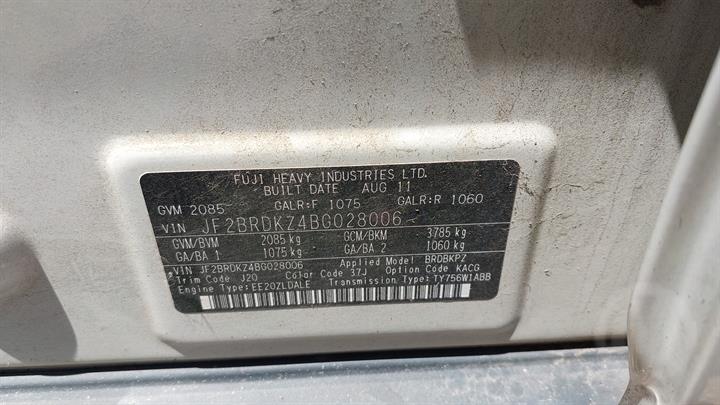 FUJI HEAVY INDUSTRIES LTD.
BUILT DATE AUG 11
GVM 2085 GALR:F 1075 GALR:R 1060
VIN JF2BRDKZ4BG028006
GVM/BVM 2085 kg GCM/BKM 3785 kg
GA/BA 1 1075 kg GA/BA 2 1060 kg
VIN JF2BRDKZ4BG028006 Applied Model BRDBKPZ
Trim Code J20 Color Code 37J Option Code KACG
Engine Type:EE20ZLDALE Transmission Type:TY756W1ABB